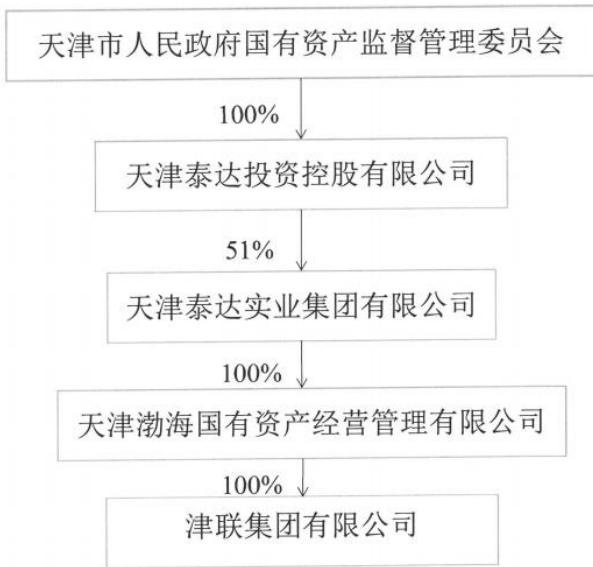 天津市人民政府国有资产监督管理委员会
100%
天津泰达投资控股有限公司
51%
天津泰达实业集团有限公司
100%
天津渤海国有资产经营管理有限公司
100%
津联集团有限公司